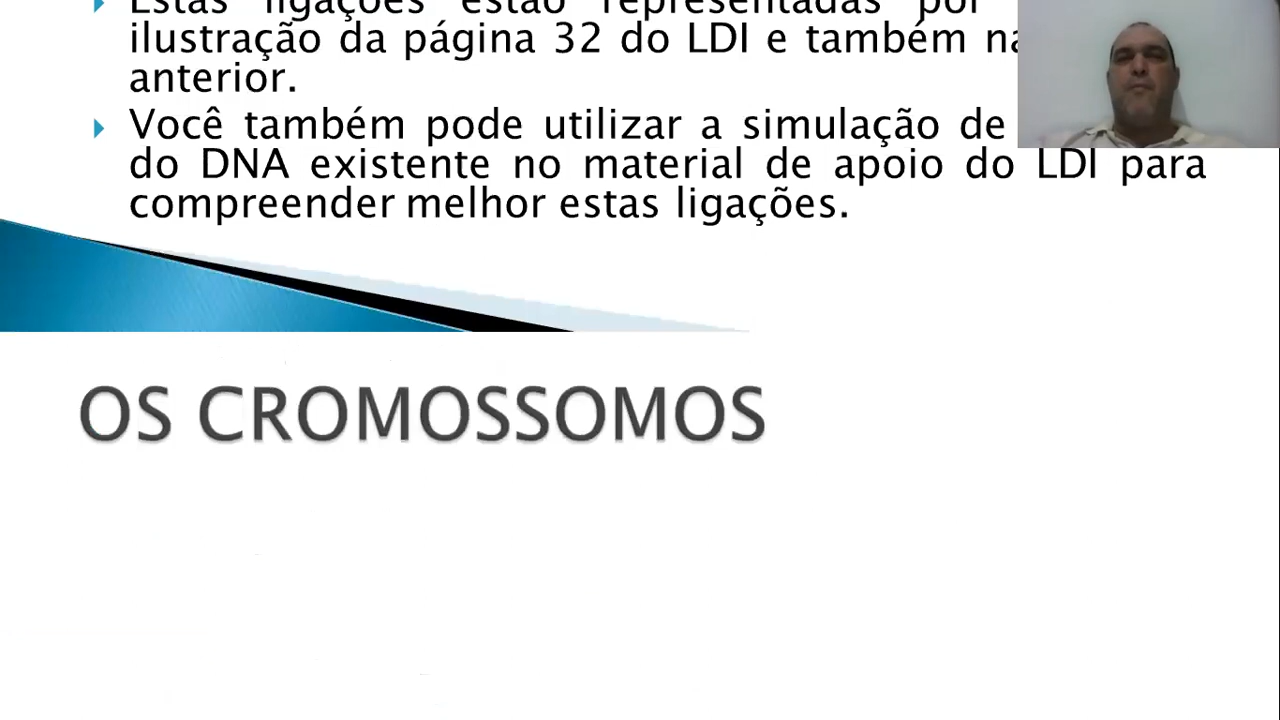 Estas ligações estão representadas por
ilustração da página 32 do LDI e também na
anterior.
Você também pode utilizar a simulação de
do DNA existente no material de apoio do LDI para
compreender melhor estas ligações.
OS CROMOSSOMOS